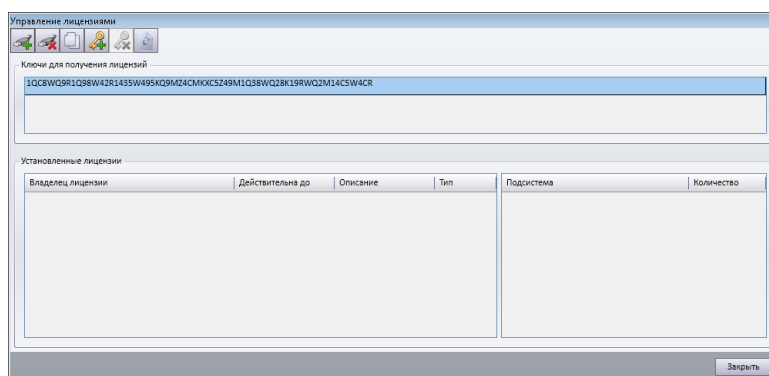 Управление лицензиями
Ключи для получения лицензий
1QC8WQ9R1Q98W42R1435W495KQ9MZ4CMKXC5Z49M1Q38WQ28K19RWQ2M14C5W4CR
Установленные лицензии
Владелец лицензии Действительна до Описание Тип Подсистема Количество
Закрыть